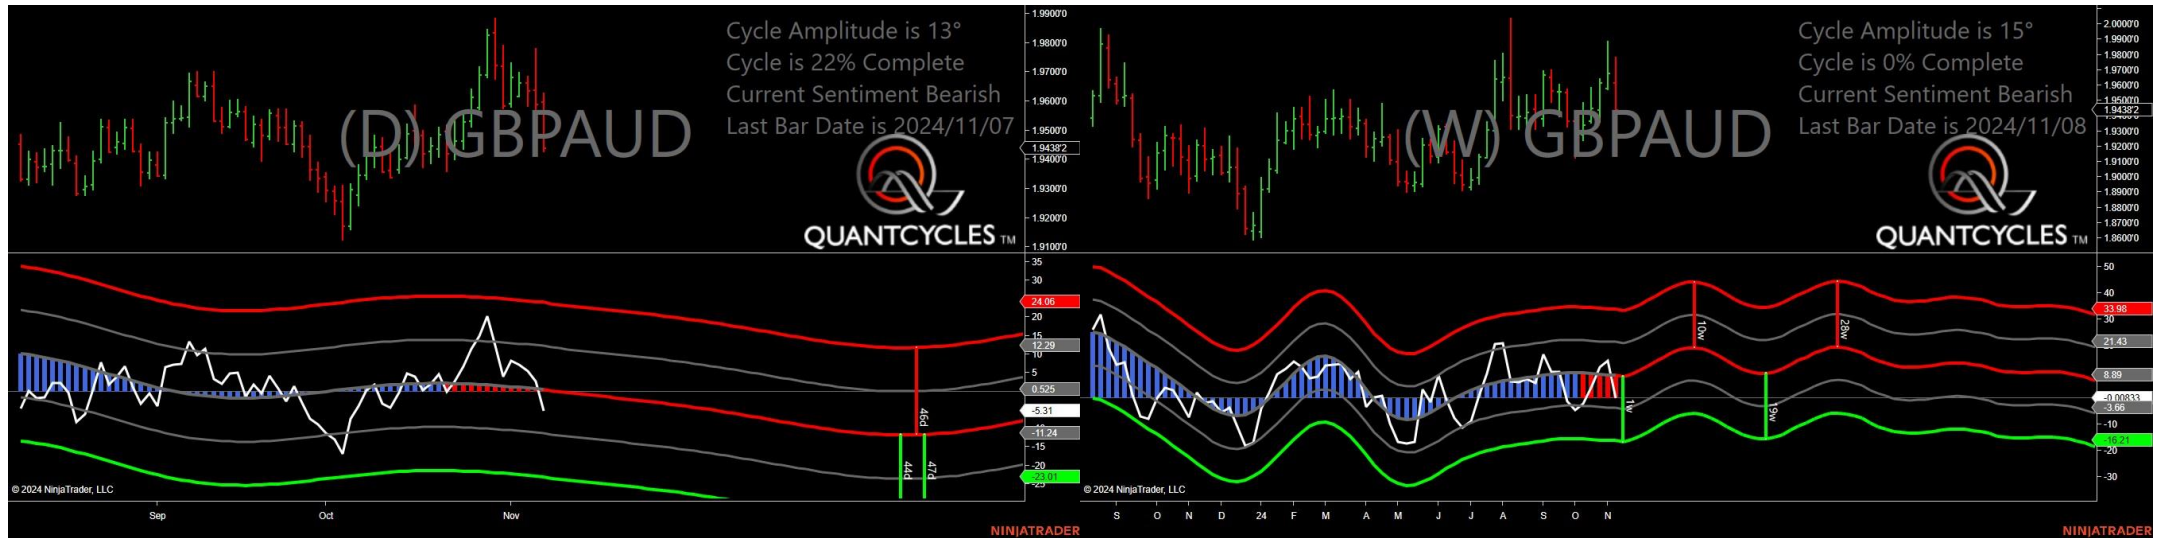 Cycle Amplitude is 13°
Cycle is 22% Complete
Current Sentiment Bearish
Last Bar Date is 2024/11/07
(D) GBPAUD
QUANTCYCLES TM
1.9900'0
1.9800'0
1.9700'0
1.9600'0
1.9500'0
1.9438'2
1.9400'0
1.9300'0
1.9200'0
1.9100'0
35
30
24.06
20
15
12.29
10
5
0.525
-5.31
-11.24
-15
-20
-23.01
-25
46d
44d
47d
© 2024 NinjaTrader, LLC
Sep
Oct
Nov
NINJATRADER
Cycle Amplitude is 15°
Cycle is 0% Complete
Current Sentiment Bearish
Last Bar Date is 2024/11/08
(W) GBPAUD
QUANTCYCLES TM
2.0000'0
1.9900'0
1.9800'0
1.9700'0
1.9600'0
1.9500'0
1.9438'2
1.9300'0
1.9200'0
1.9100'0
1.9000'0
1.8900'0
1.8800'0
1.8700'0
1.8600'0
50
40
33.98
30
21.43
8.89
-0.00833
-3.66
-10
-16.21
-20
-30
10w
28w
1w
19w
© 2024 NinjaTrader, LLC
S
O
N
D
24
F
M
A
M
J
J
A
S
O
N
NINJATRADER